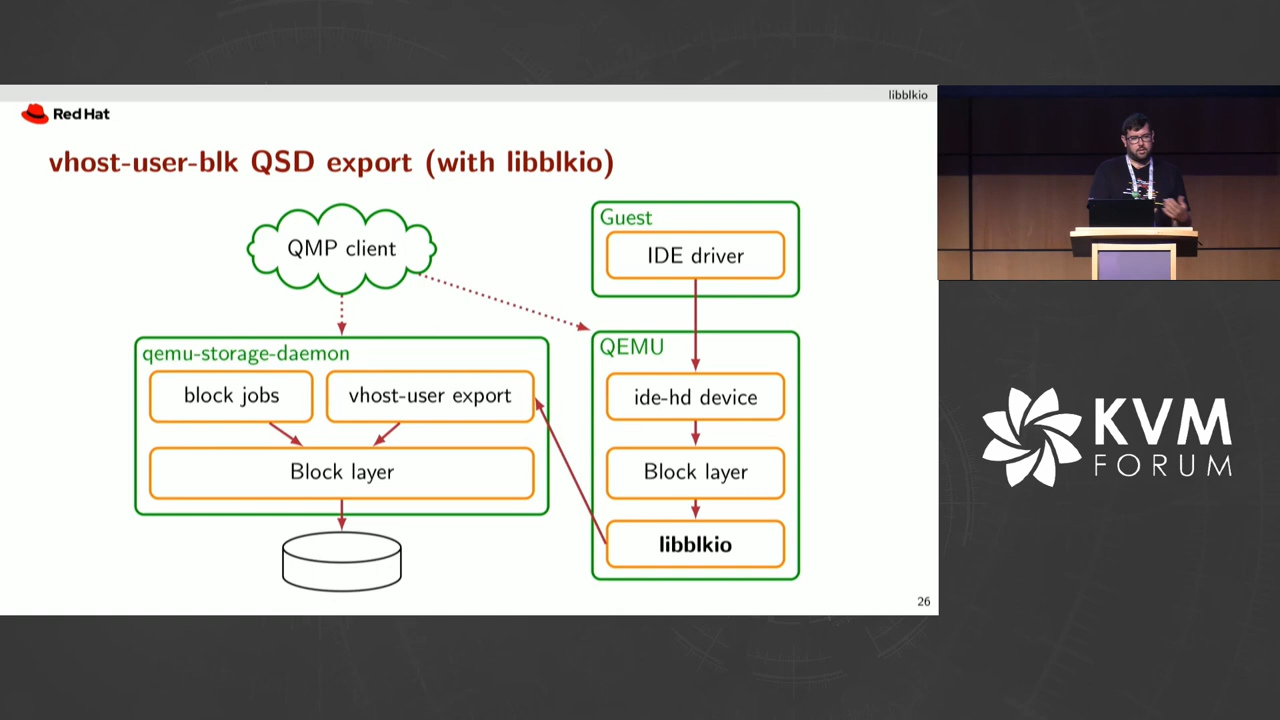 libblkio
Red Hat
vhost-user-blk QSD export (with libblkio)
QMP client
Guest
IDE driver
qemu-storage-daemon
block jobs
vhost-user export
Block layer
QEMU
ide-hd device
Block layer
libblkio
26
KVM
FORUM